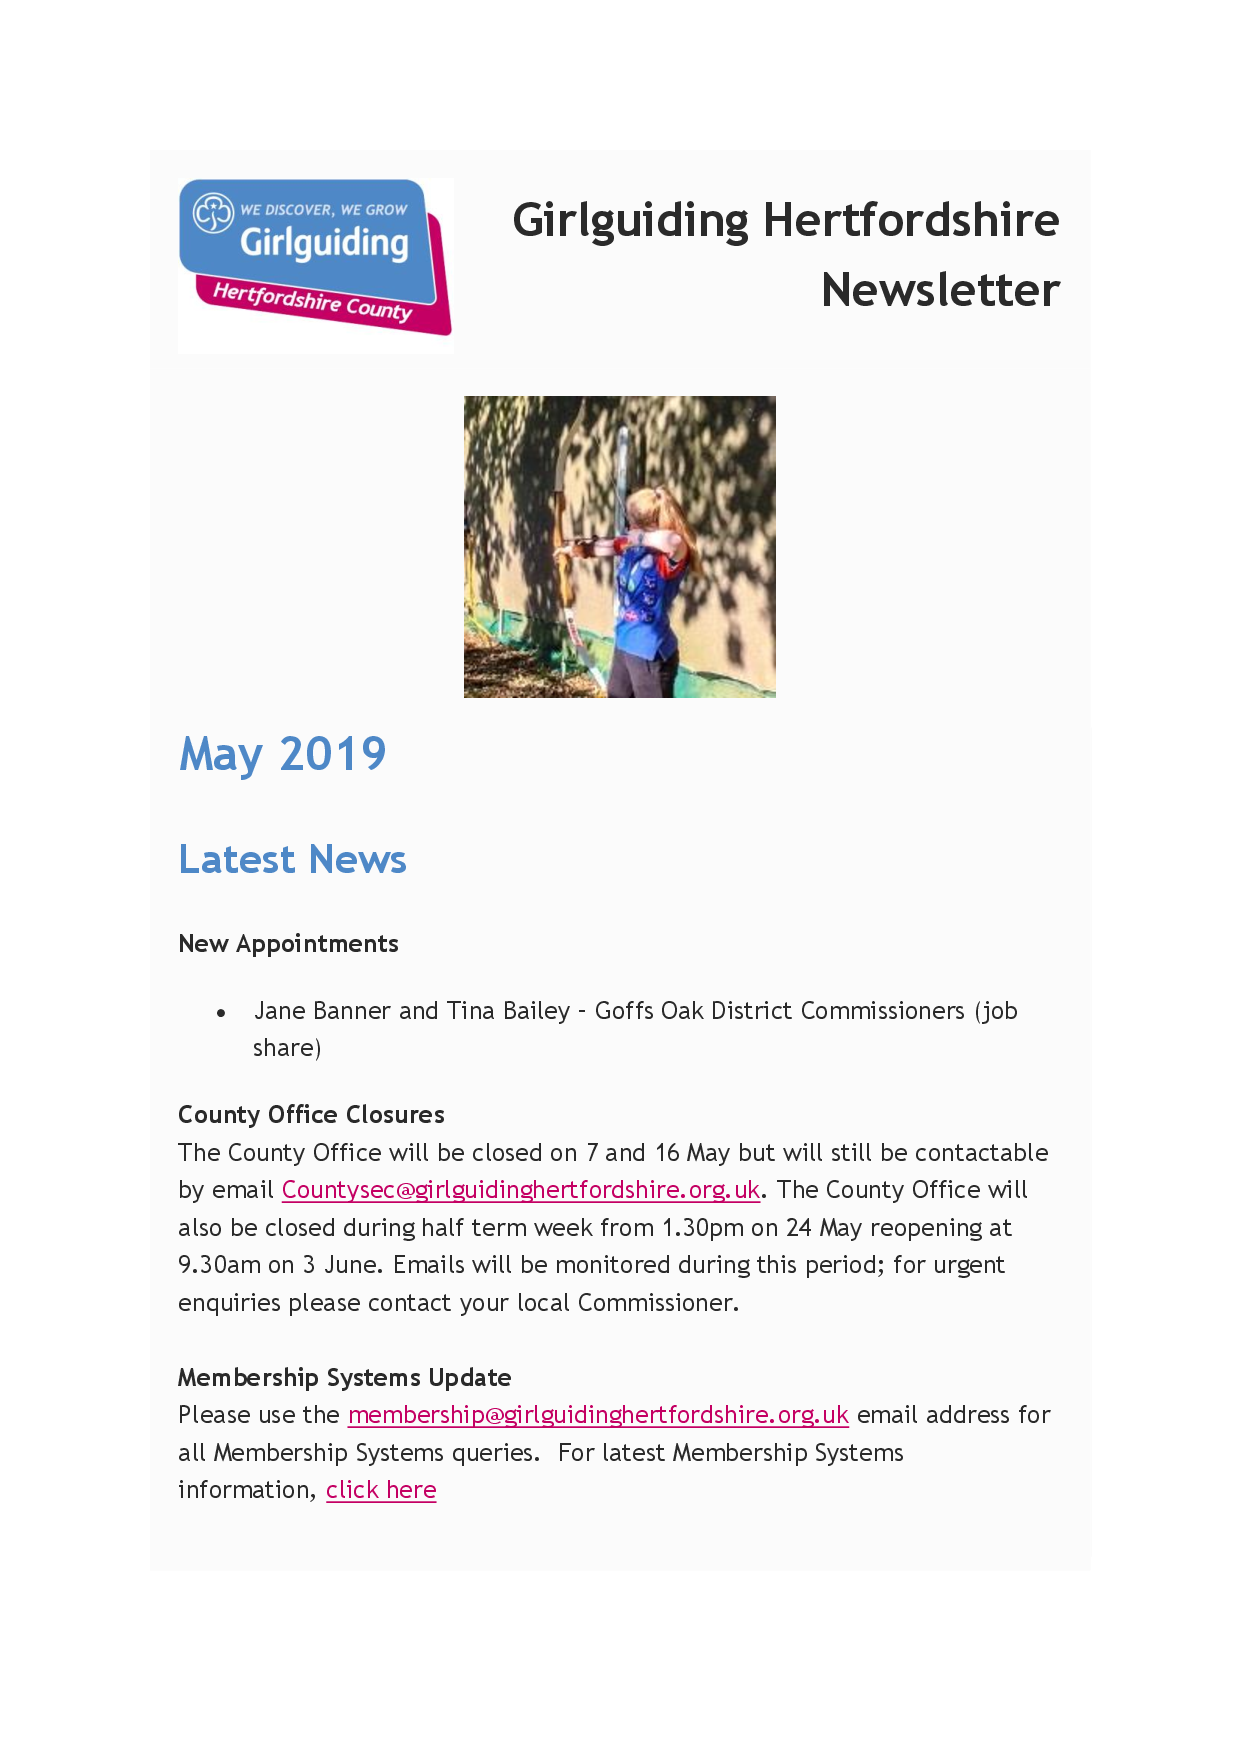 WE DISCOVER, WE GROW
Girlguiding
Hertfordshire County
Girlguiding Hertfordshire
Newsletter
May 2019
Latest News
New Appointments
• Jane Banner and Tina Bailey – Goffs Oak District Commissioners (job
share)
County Office Closures
The County Office will be closed on 7 and 16 May but will still be contactable
by email Countysec@girlguidinghertfordshire.org.uk. The County Office will
also be closed during half term week from 1.30pm on 24 May reopening at
9.30am on 3 June. Emails will be monitored during this period; for urgent
enquiries please contact your local Commissioner.
Membership Systems Update
Please use the membership@girlguidinghertfordshire.org.uk email address for
all Membership Systems queries.  For latest Membership Systems
information, click here